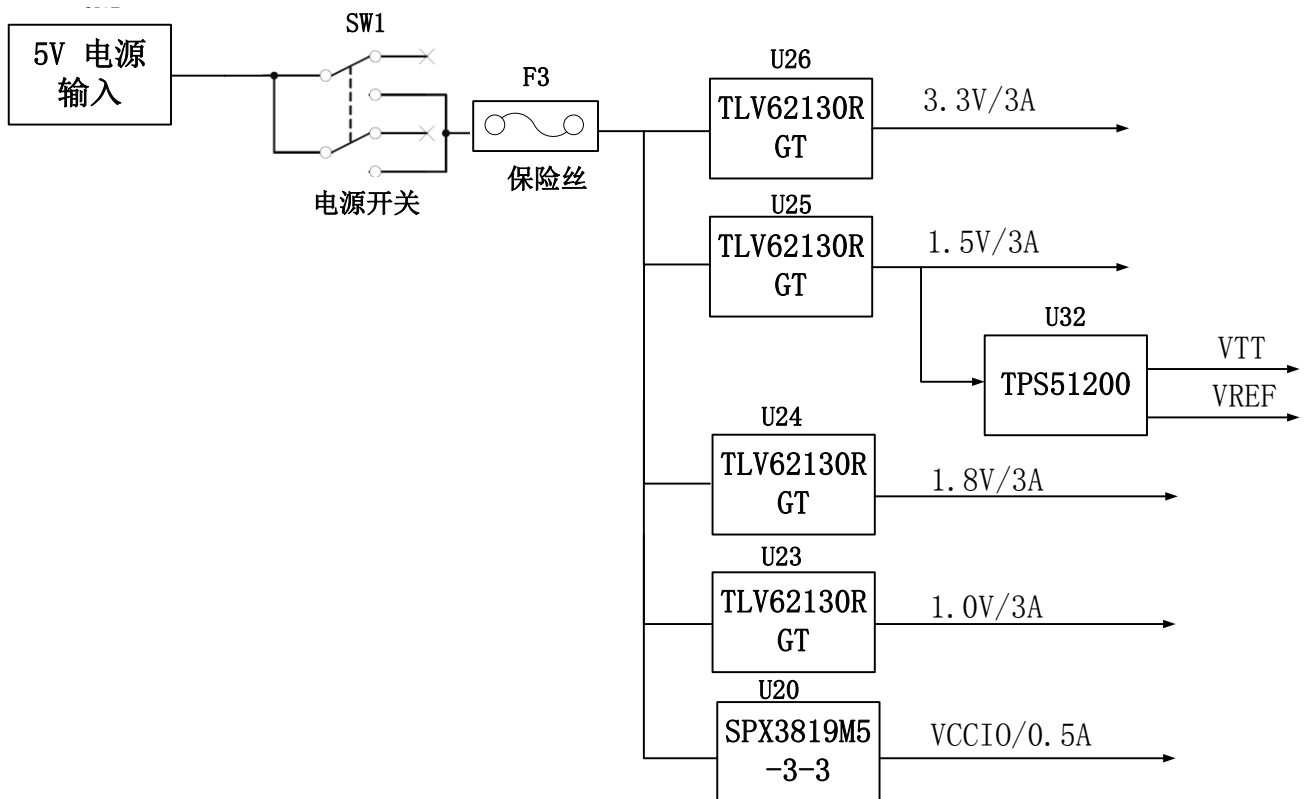 5V 电源
输入
SW1
电源开关
F3
保险丝
U26
TLV62130R
GT
3.3V/3A
U25
TLV62130R
GT
1.5V/3A
U32
TPS51200
VTT
VREF
U24
TLV62130R
GT
1.8V/3A
U23
TLV62130R
GT
1.0V/3A
U20
SPX3819M5
-3-3
VCCIO/0.5A